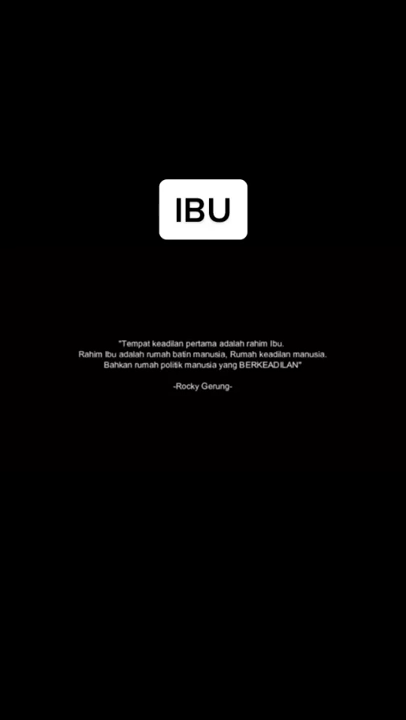 IBU
"Tempat keadilan pertama adalah rahim Ibu.
Rahim Ibu adalah rumah batin manusia, Rumah keadilan manusia.
Bahkan rumah politik manusia yang BERKEADILAN"
-Rocky Gerung-